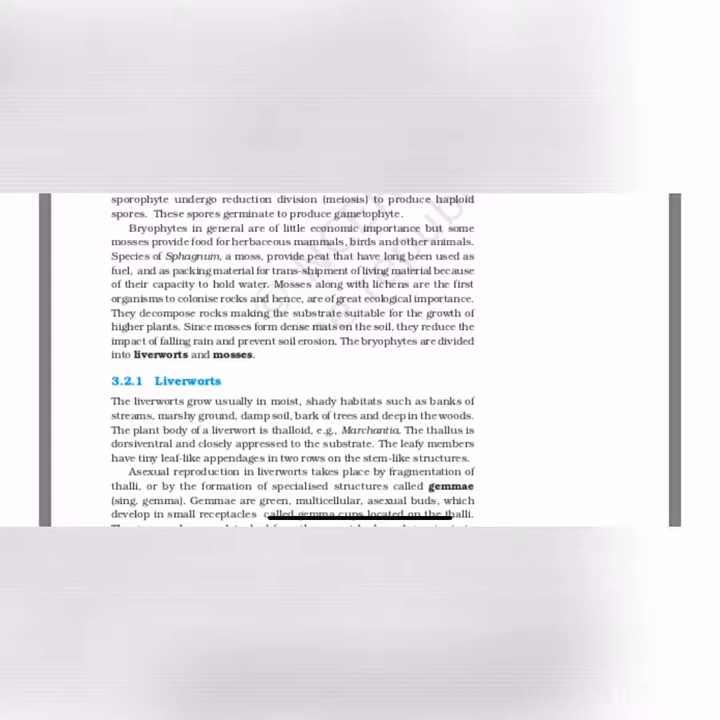 sporophyte undergo reduction division (meiosis) to produce haploid
spores. These spores germinate to produce gametophyte.
Bryophytes in general are of little economic importance but some
mosses provide food for herbaceous mammals, birds and other animals.
Species of Sphagnum, a moss, provide peat that have long been used as
fuel, and as packing material for trans-shipment of living material because
of their capacity to hold water. Mosses along with lichens are the first
organisms to colonise rocks and hence, are of great ecological importance.
They decompose rocks making the substrate suitable for the growth of
higher plants. Since mosses form dense mats on the soil, they reduce the
impact of falling rain and prevent soil erosion. The bryophytes are divided
into liverworts and mosses.
3.2.1 Liverworts
The liverworts grow usually in moist, shady habitats such as banks of
streams, marshy ground, damp soil, bark of trees and deep in the woods.
The plant body of a liverwort is thalloid, e.g., Marchantia. The thallus is
dorsiventral and closely appressed to the substrate. The leafy members
have tiny leaf-like appendages in two rows on the stem-like structures.
Asexual reproduction in liverworts takes place by fragmentation of
thalli, or by the formation of specialised structures called gemmae
(sing. gemma). Gemmae are green, multicellular, asexual buds, which
develop in small receptacles called gemma cups located on the thalli.